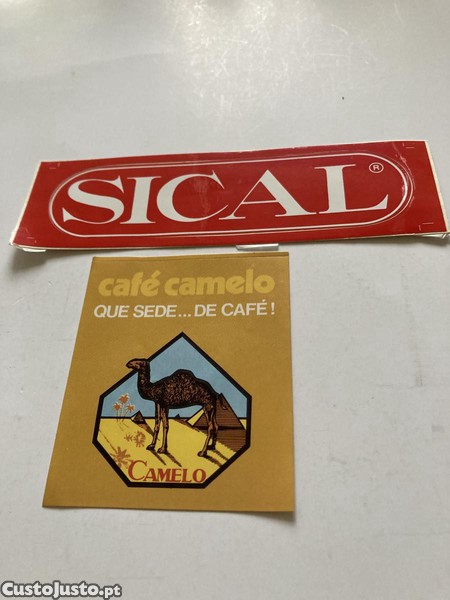 SICAL ®
café camelo
QUE SEDE... DE CAFÉ!
CAMELO
CustoJusto.pt